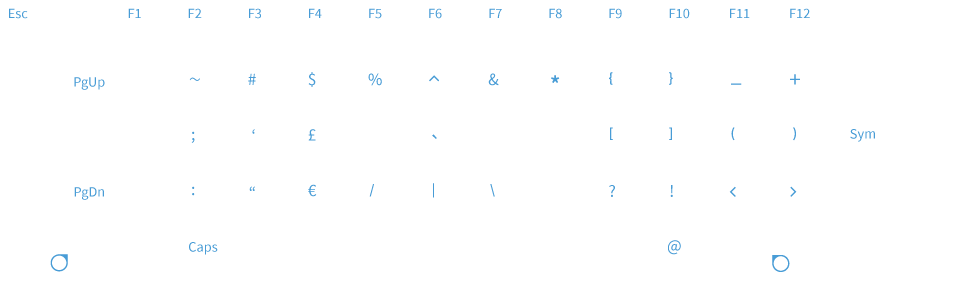 Esc F1 F2 F3 F4 F5 F6 F7 F8 F9 F10 F11 F12
PgUp ~ # $ % ^ & * { } _ +
; ‘ £ ` [ ] ( ) Sym
PgDn : “ € / | \ ? ! < >
Caps @